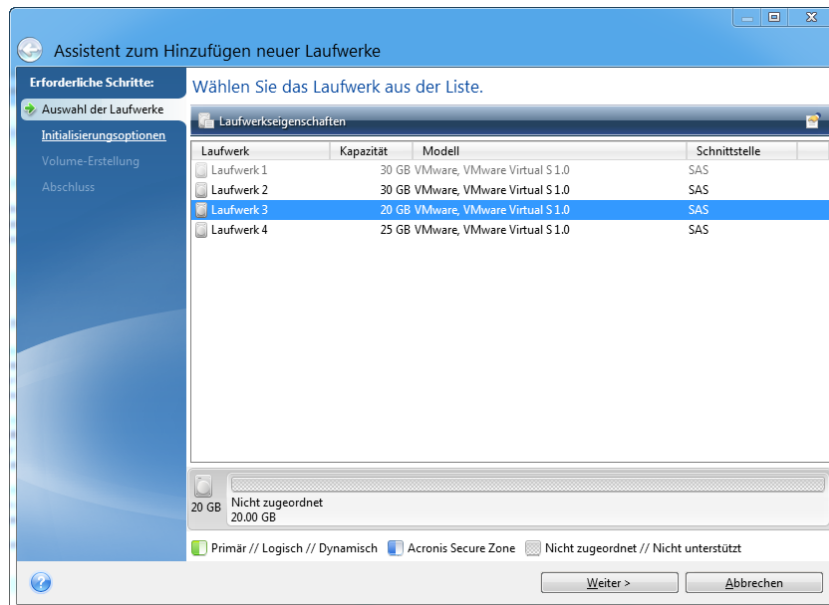 Assistent zum Hinzufügen neuer Laufwerke
Erforderliche Schritte:
Auswahl der Laufwerke
Initialisierungsoptionen
Volume-Erstellung
Abschluss
Wählen Sie das Laufwerk aus der Liste.
Laufwerkseigenschaften
Laufwerk Kapazität Modell Schnittstelle
Laufwerk 1 30 GB VMware, VMware Virtual S 1.0 SAS
Laufwerk 2 30 GB VMware, VMware Virtual S 1.0 SAS
Laufwerk 3 20 GB VMware, VMware Virtual S 1.0 SAS
Laufwerk 4 25 GB VMware, VMware Virtual S 1.0 SAS
20 GB
Nicht zugeordnet
20.00 GB
Primär // Logisch // Dynamisch Acronis Secure Zone Nicht zugeordnet // Nicht unterstützt
Weiter > Abbrechen